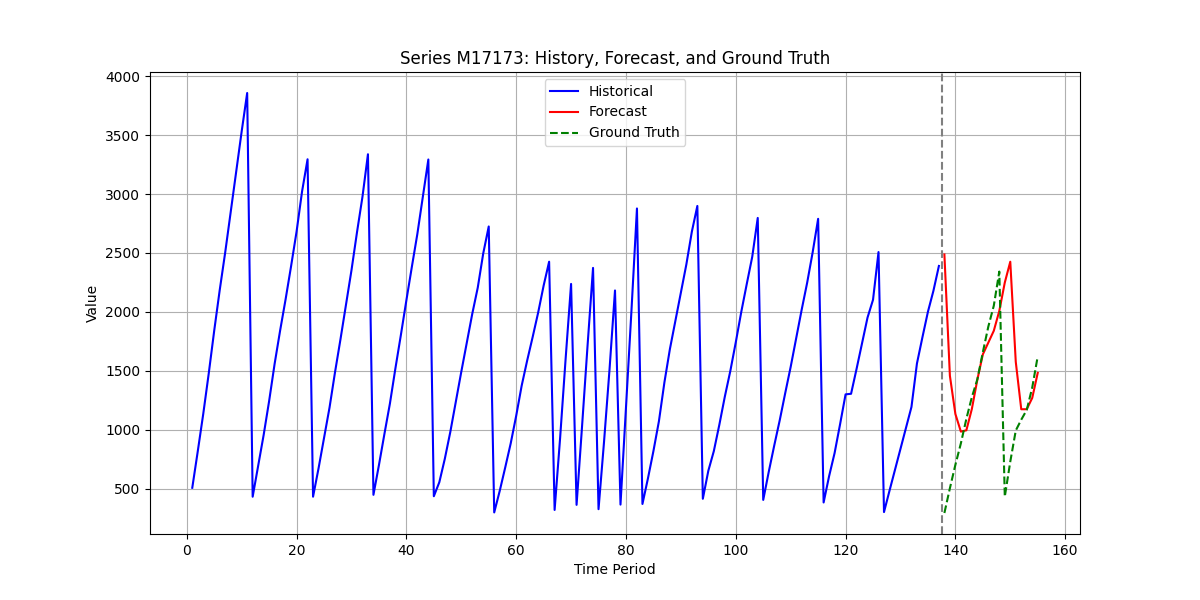 Series M17173: History, Forecast, and Ground Truth
Historical
Forecast
Ground Truth
Value
4000
3500
3000
2500
2000
1500
1000
500
0 20 40 60 80 100 120 140 160
Time Period